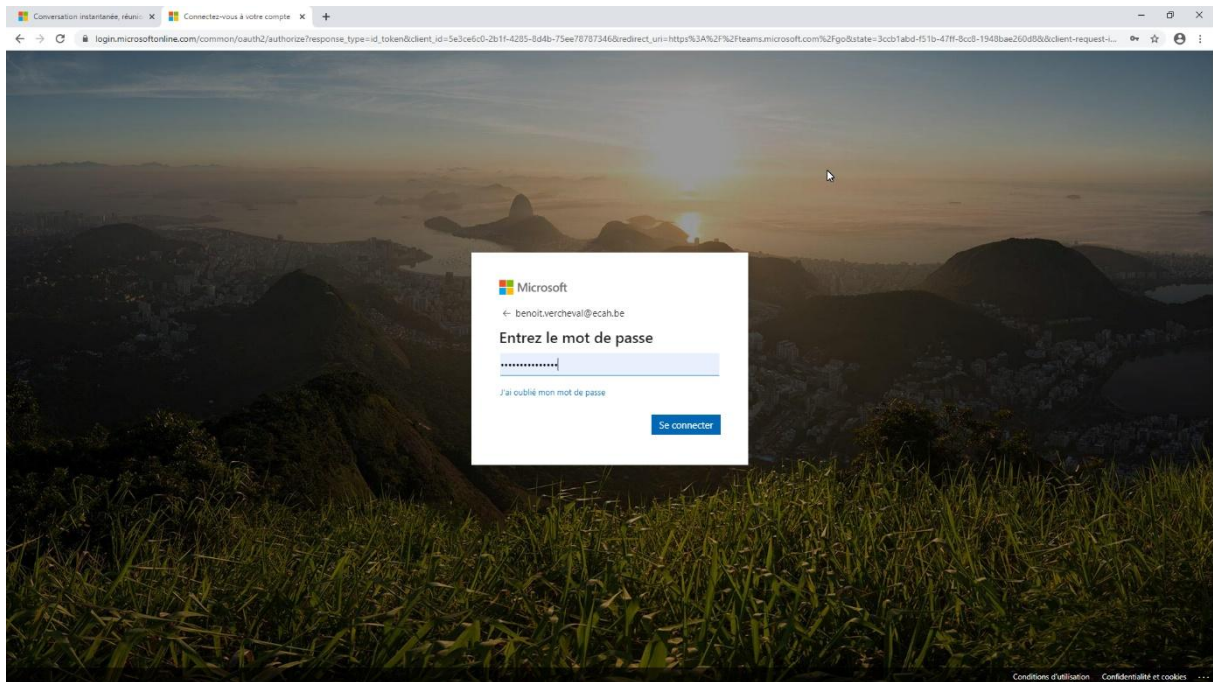 Conversation instantanée, réunio
Connectez-vous à votre compte
login.microsoftonline.com/common/oauth2/authorize?response_type=id_token&client_id=5e3ce6c0-2b1f-4285-8d4b-75ee78787346&redirect_uri=https%3A%2F%2Fteams.microsoft.com%2Fgo&state=3ccb1abd-f51b-47ff-8cc8-1948bae260d8&&client-request-i...
Microsoft
← benoit.vercheval@ecah.be
Entrez le mot de passe
•••••••••••••••
J'ai oublié mon mot de passe
Se connecter
Conditions d'utilisation Confidentialité et cookies ...